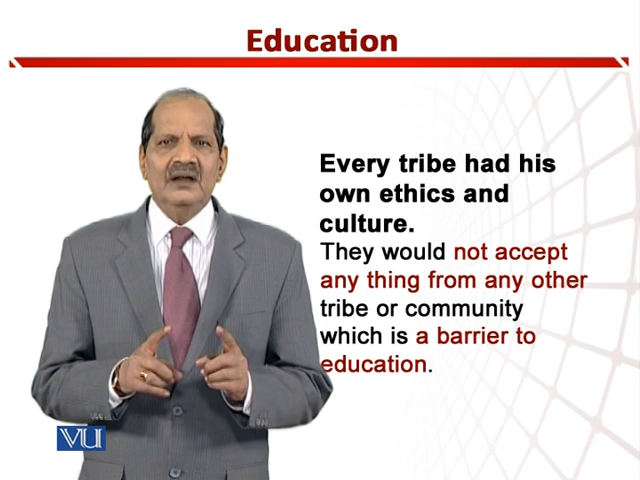 Education
Every tribe had his
own ethics and
culture.
They would not accept
any thing from any other
tribe or community
which is a barrier to
education.
VU